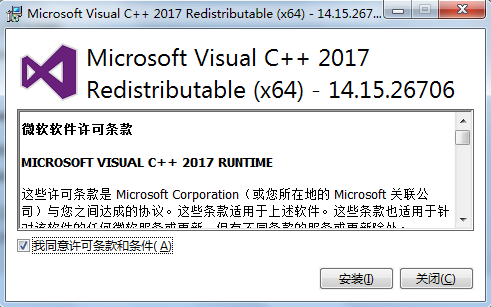 Microsoft Visual C++ 2017 Redistributable (x64) - 14.15.267...
Microsoft Visual C++ 2017
Redistributable (x64) - 14.15.26706
微软软件许可条款
MICROSOFT VISUAL C++ 2017 RUNTIME
这些许可条款是 Microsoft Corporation（或您所在地的 Microsoft 关联公
司）与您之间达成的协议。这些条款适用于上述软件。这些条款也适用于针
对该软件的任何微软服务或更新，但有不同条款的服务或更新除外。
我同意许可条款和条件(A)
安装(I)
关闭(C)